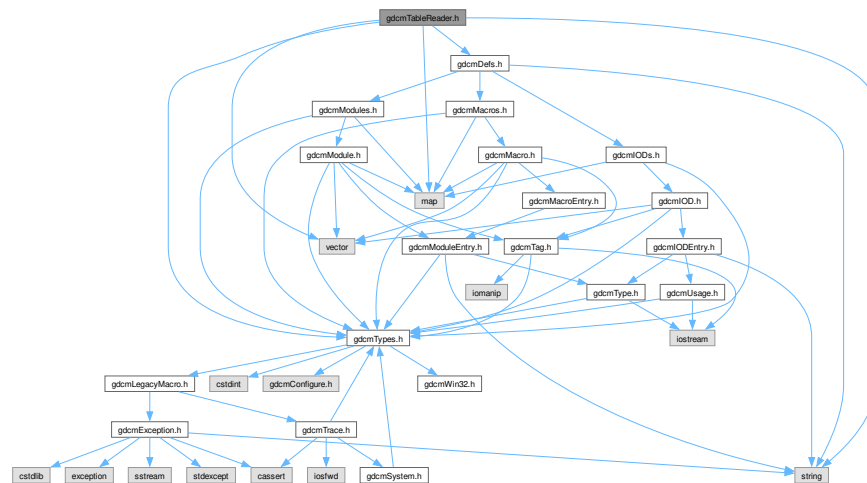 gdcmTableReader.h
gdcmDefs.h
gdcmModules.h
gdcmMacros.h
gdcmModule.h
gdcmMacro.h
gdcmIODs.h
map
gdcmMacroEntry.h
gdcmIOD.h
vector
gdcmModuleEntry.h
gdcmTag.h
gdcmIODEntry.h
iomanip
gdcmType.h
gdcmUsage.h
gdcmTypes.h
iostream
gdcmLegacyMacro.h
cstdint
gdcmConfigure.h
gdcmWin32.h
gdcmException.h
gdcmTrace.h
cstdlib
exception
sstream
stdexcept
cassert
iosfwd
gdcmSystem.h
string